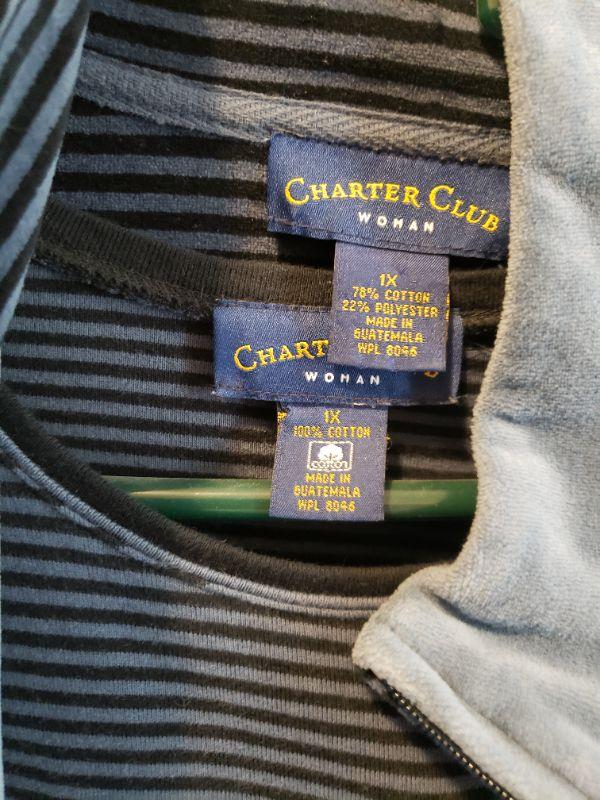 CHARTER CLUB
WOMAN
1X
78% COTTON
22% POLYESTER
MADE IN
GUATEMALA
WPL 8046
CHART
WOMAN
1X
100% COTTON
COTTON
MADE IN
GUATEMALA
WPL 8046